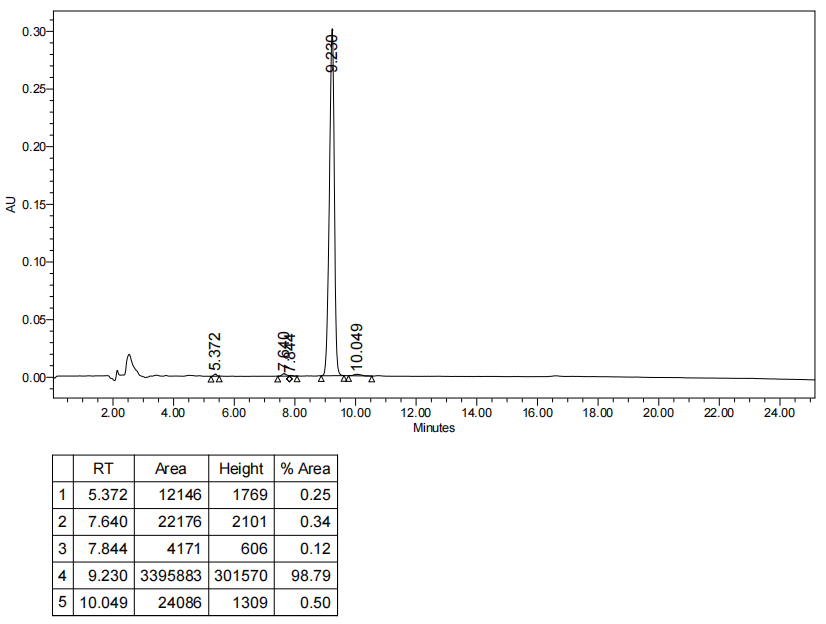 0.30
0.25
0.20
0.15
0.10
0.05
0.00
AU
5.372
7.640
7.844
9.230
10.049
2.00 4.00 6.00 8.00 10.00 12.00 14.00 16.00 18.00 20.00 22.00 24.00
Minutes
RT Area Height % Area
1 5.372 12146 1769 0.25
2 7.640 22176 2101 0.34
3 7.844 4171 606 0.12
4 9.230 3395883 301570 98.79
5 10.049 24086 1309 0.50